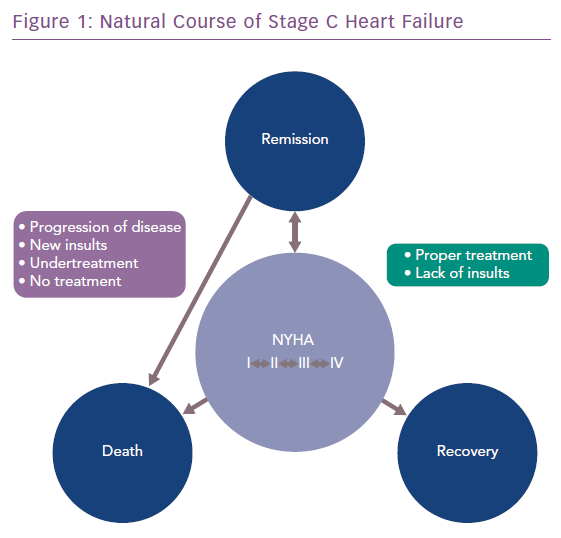 Figure 1: Natural Course of Stage C Heart Failure
Remission
• Progression of disease
• New insults
• Undertreatment
• No treatment
• Proper treatment
• Lack of insults
NYHA
I II III IV
Death
Recovery